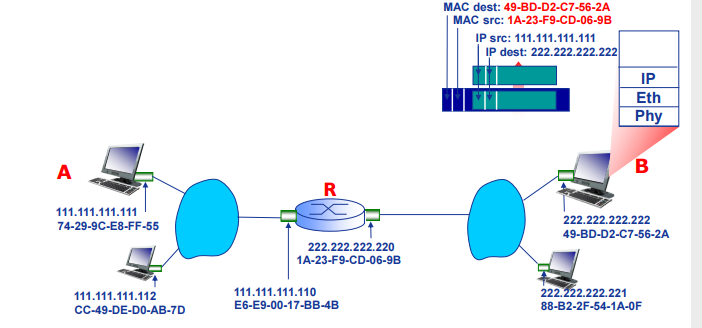 MAC dest: 49-BD-D2-C7-56-2A
MAC src: 1A-23-F9-CD-06-9B
IP src: 111.111.111.111
IP dest: 222.222.222.222
IP
Eth
Phy
A
R
B
111.111.111.111
74-29-9C-E8-FF-55
222.222.222.222
49-BD-D2-C7-56-2A
222.222.222.220
1A-23-F9-CD-06-9B
111.111.111.112
CC-49-DE-D0-AB-7D
111.111.111.110
E6-E9-00-17-BB-4B
222.222.222.221
88-B2-2F-54-1A-0F